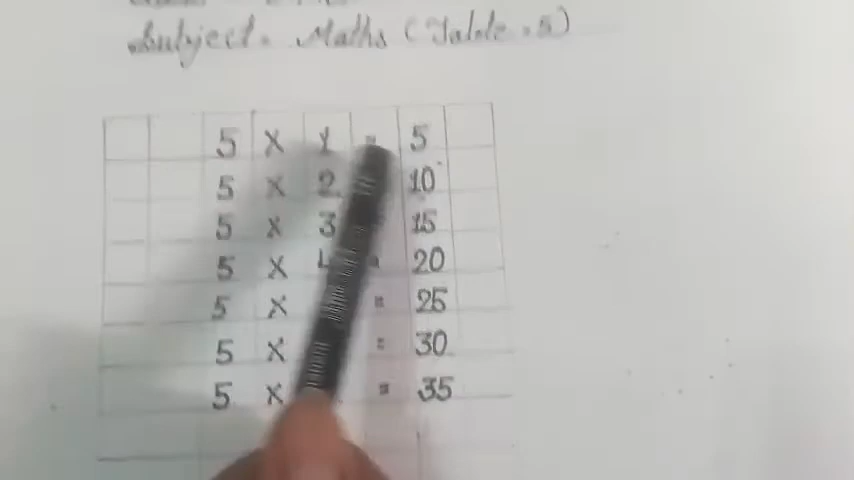 Subject. Maths (Table . 5)
5 x 1 = 5
5 x 2 10
5 x 3 15
5 x 4 = 20
5 x = 25
5 x = 30
5 x = 35